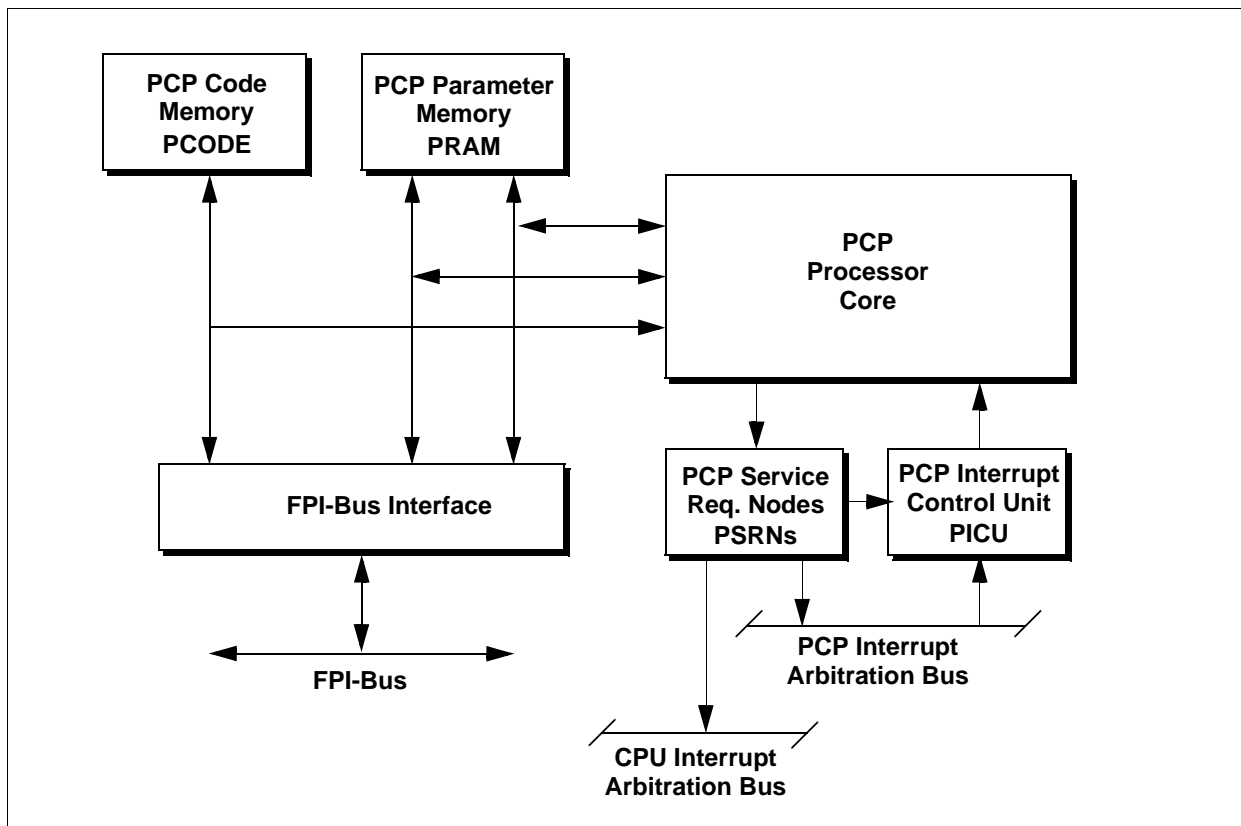 PCP Code
Memory
PCODE
PCP Parameter
Memory
PRAM
PCP
Processor
Core
FPI-Bus Interface
PCP Service
Req. Nodes
PSRNs
PCP Interrupt
Control Unit
PICU
PCP Interrupt
Arbitration Bus
FPI-Bus
CPU Interrupt
Arbitration Bus